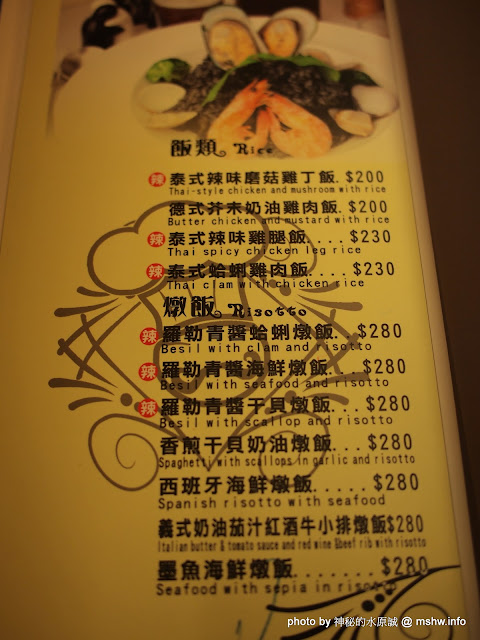 飯類 Rice
辣 泰式辣味磨菇雞丁飯. $200
Thai-style chicken and mushroom with rice
德式芥末奶油雞肉飯. $200
Butter chicken and mustard with rice
辣 泰式辣味雞腿飯.... $230
Thai spicy chicken leg rice
辣 泰式蛤蜊雞肉飯.... $230
Thai clam with chicken rice
燉飯 Risotto
辣 羅勒青醬蛤蜊燉飯.. $280
Besil with clam and risotto
辣 羅勒青醬海鮮燉飯.. $280
Besil with seafood and risotto
辣 羅勒青醬干貝燉飯... $280
Besil with scallop and risotto
香煎干貝奶油燉飯... $280
Spaghetti with scallops in garlic and risotto
西班牙海鮮燉飯..... $280
Spanish risotto with seafood
義式奶油茄汁紅酒牛小排燉飯$280
Italian butter & tomato sauce and red wine &beef rib with risotto
墨魚海鮮燉飯....... $280
Seafood with sepia in risotto
photo by 神秘的水原誠 @ mshw.info